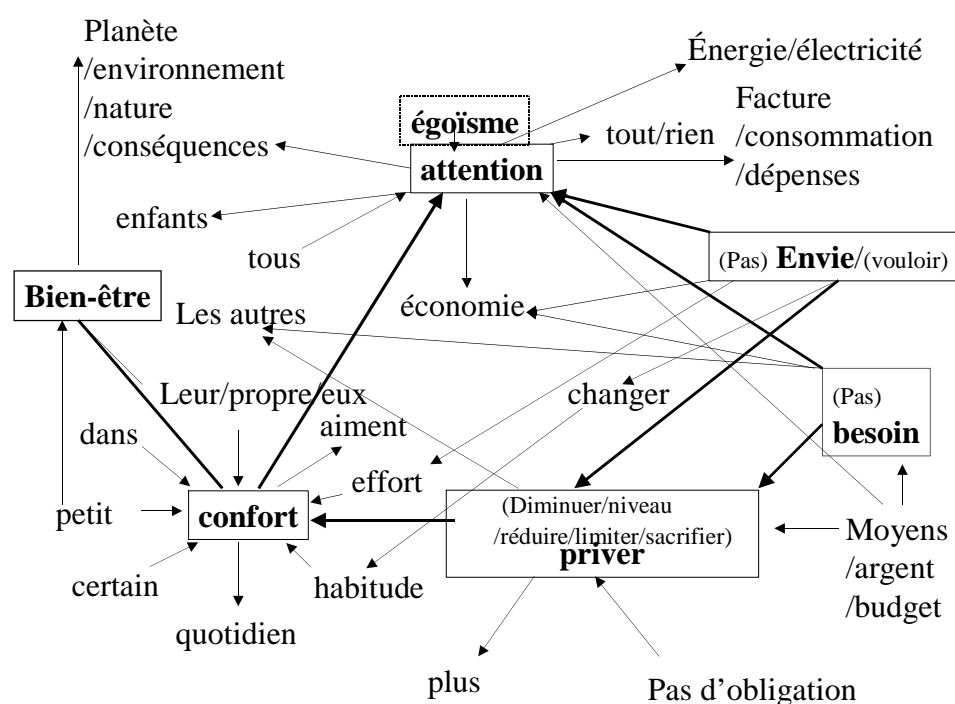 Planète
/environnement
/nature
/conséquences
Énergie/électricité
égoïsme
attention
tout/rien
Facture
/consommation
/dépenses
enfants
tous
(Pas) Envie/(vouloir)
Bien-être
Les autres
économie
Leur/propre/eux
aiment
changer
(Pas)
besoin
dans
effort
petit
confort
(Diminuer/niveau
/réduire/limiter/sacrifier)
priver
Moyens
/argent
/budget
certain
habitude
quotidien
plus
Pas d’obligation